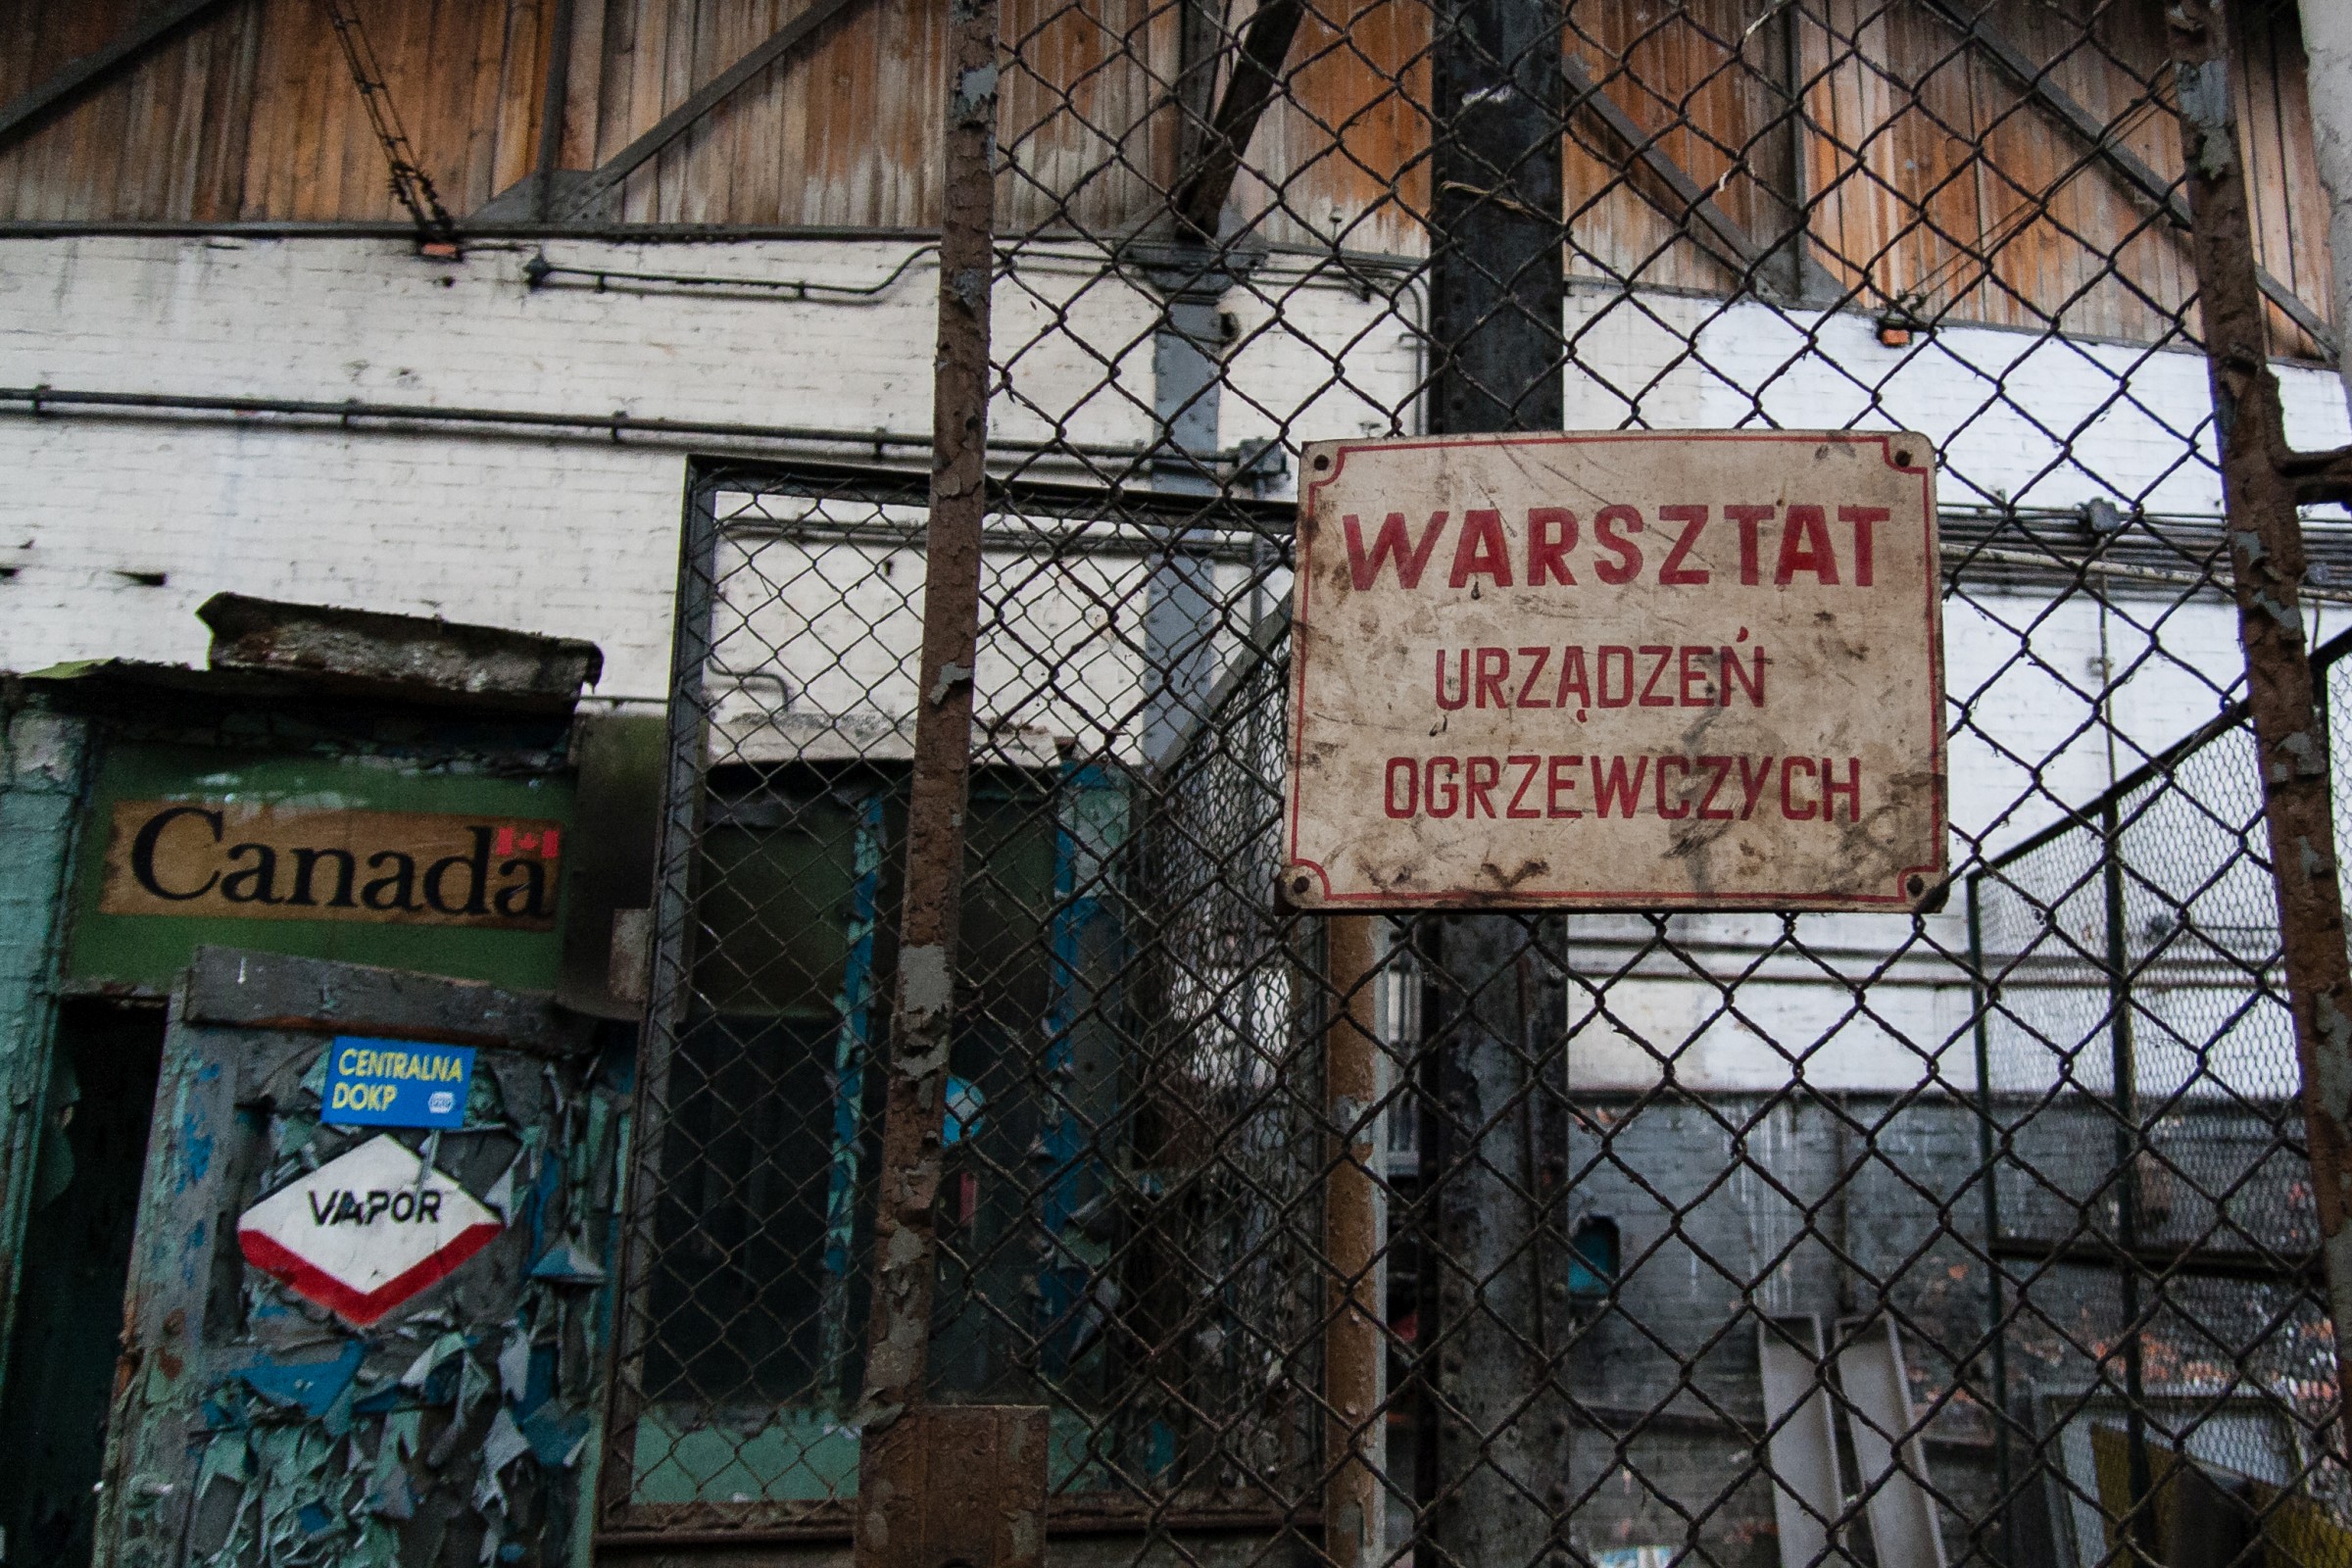 WARSZTAT
URZĄDZEŃ
OGRZEWCZYCH
Canada
CENTRALNA
DOKP
VAPOR